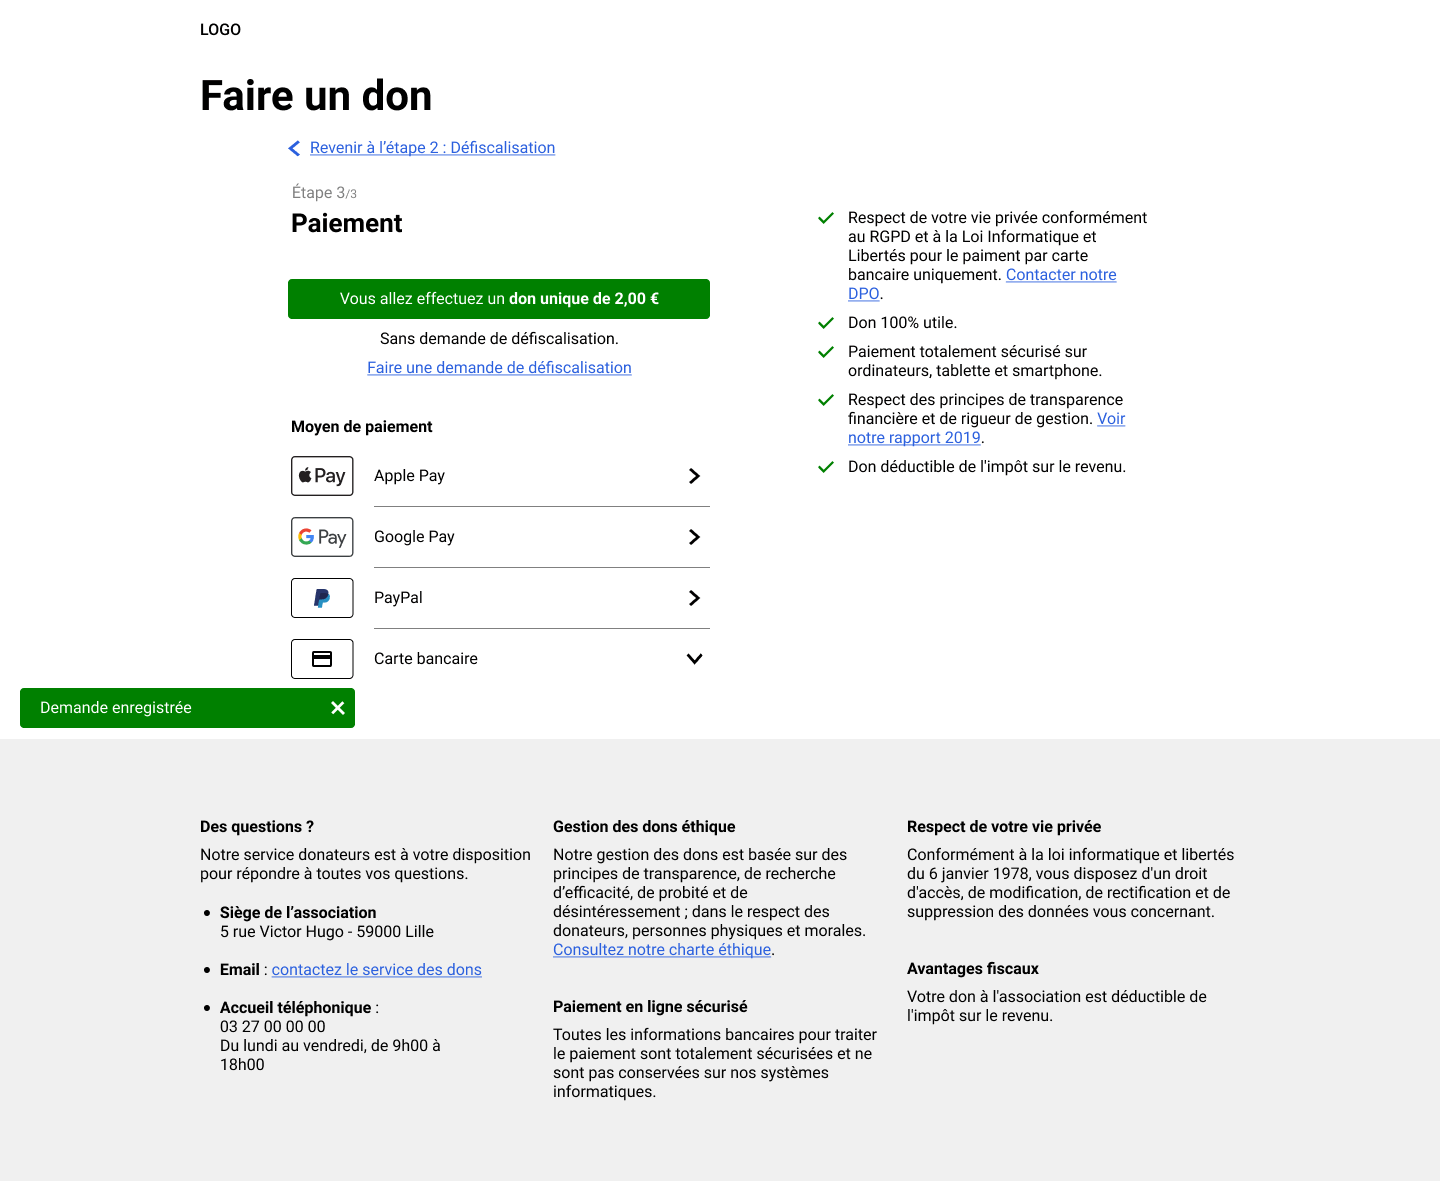 LOGO
Faire un don
Revenir à l’étape 2 : Défiscalisation
Étape 3/3
Paiement
Vous allez effectuez un don unique de 2,00 €
Sans demande de défiscalisation.
Faire une demande de défiscalisation
Moyen de paiement
Pay Apple Pay
G Pay Google Pay
PayPal
Carte bancaire
Respect de votre vie privée conformément
au RGPD et à la Loi Informatique et
Libertés pour le paiment par carte
bancaire uniquement. Contacter notre
DPO.
Don 100% utile.
Paiement totalement sécurisé sur
ordinateurs, tablette et smartphone.
Respect des principes de transparence
financière et de rigueur de gestion. Voir
notre rapport 2019.
Don déductible de l'impôt sur le revenu.
Demande enregistrée
Des questions ?
Notre service donateurs est à votre disposition
pour répondre à toutes vos questions.
Siège de l’association
5 rue Victor Hugo - 59000 Lille
Email : contactez le service des dons
Accueil téléphonique :
03 27 00 00 00
Du lundi au vendredi, de 9h00 à
18h00
Gestion des dons éthique
Notre gestion des dons est basée sur des
principes de transparence, de recherche
d’efficacité, de probité et de
désintéressement ; dans le respect des
donateurs, personnes physiques et morales.
Consultez notre charte éthique.
Paiement en ligne sécurisé
Toutes les informations bancaires pour traiter
le paiement sont totalement sécurisées et ne
sont pas conservées sur nos systèmes
informatiques.
Respect de votre vie privée
Conformément à la loi informatique et libertés
du 6 janvier 1978, vous disposez d'un droit
d'accès, de modification, de rectification et de
suppression des données vous concernant.
Avantages fiscaux
Votre don à l'association est déductible de
l'impôt sur le revenu.